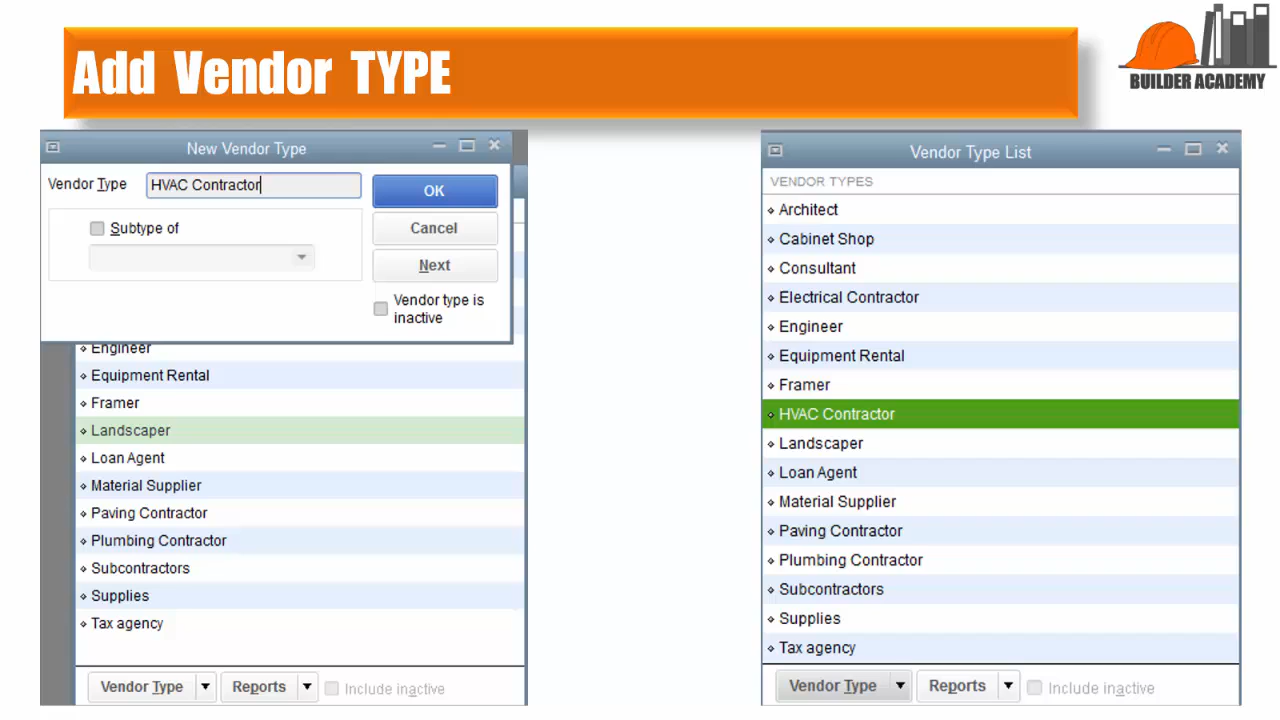 Add Vendor TYPE
BUILDER ACADEMY
New Vendor Type
Vendor Type HVAC Contractor
OK
Subtype of
Cancel
Next
Vendor type is
inactive
Engineer
Equipment Rental
Framer
Landscaper
Loan Agent
Material Supplier
Paving Contractor
Plumbing Contractor
Subcontractors
Supplies
Tax agency
Vendor Type Reports Include inactive
Vendor Type List
VENDOR TYPES
Architect
Cabinet Shop
Consultant
Electrical Contractor
Engineer
Equipment Rental
Framer
HVAC Contractor
Landscaper
Loan Agent
Material Supplier
Paving Contractor
Plumbing Contractor
Subcontractors
Supplies
Tax agency
Vendor Type Reports Include inactive